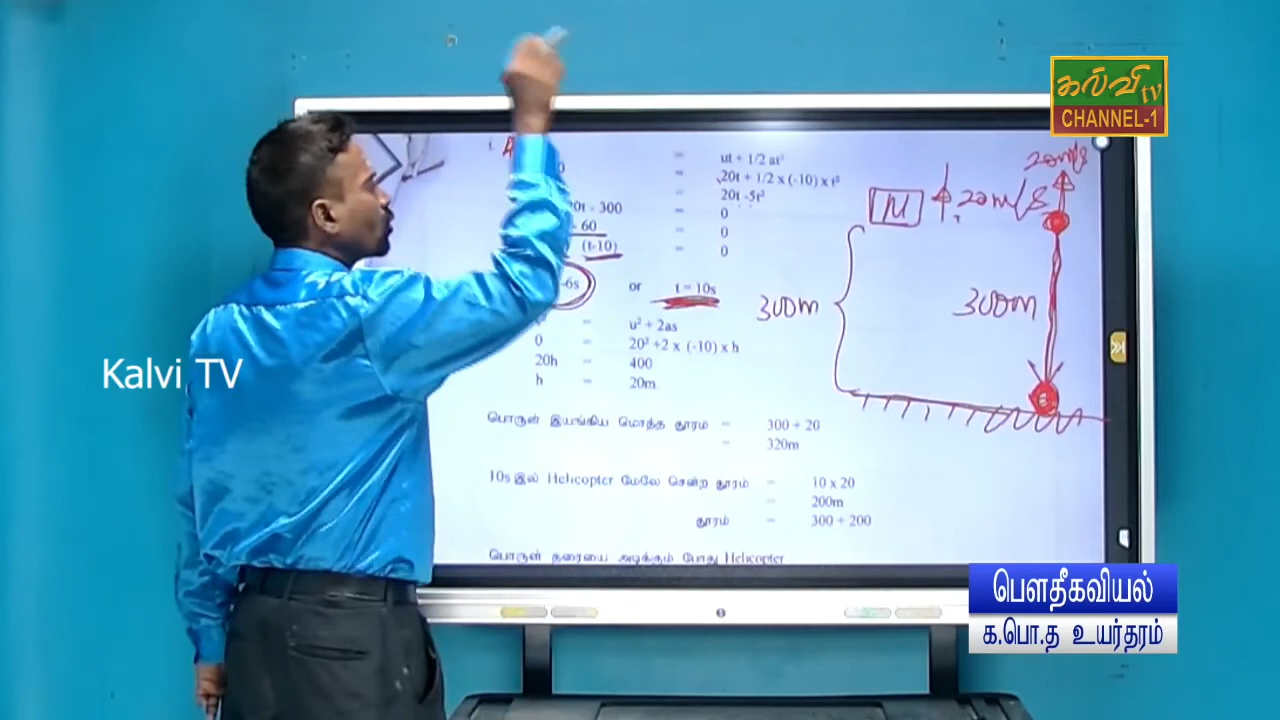 கல்வி tv
CHANNEL-1
= ut + 1/2 at²
= 20t + 1/2 x (-10) x t²
= 20t -5t²
- 300 = 0
60 = 0
(t-10) = 0
-6s or t = 10s
= u² + 2as
0 = 20² +2 x (-10) x h
20h = 400
h = 20m
பொருள் இயங்கிய மொத்த தூரம் = 300 + 20
= 320m
10s இல் Helicopter மேலே சென்ற தூரம் = 10 x 20
= 200m
தூரம் = 300 + 200
பொருள் தரையை அடிக்கும் போது Helicopter
20m/s
20m/s
300m
300m
Kalvi TV
பௌதீகவியல்
க.பொ.த உயர்தரம்